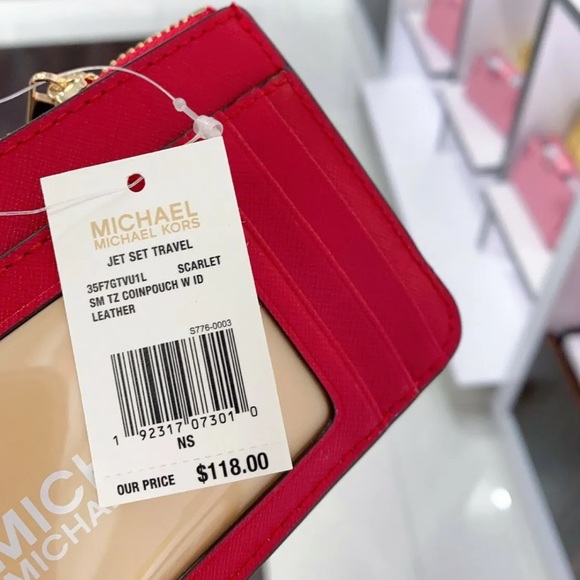 MICHAEL
MICHAEL KORS
JET SET TRAVEL
35F7GTVU1L SCARLET
SM TZ COINPOUCH W ID
LEATHER
S776-0003
1 92317 07301 0
NS
OUR PRICE $118.00
MICH
MICHAEL